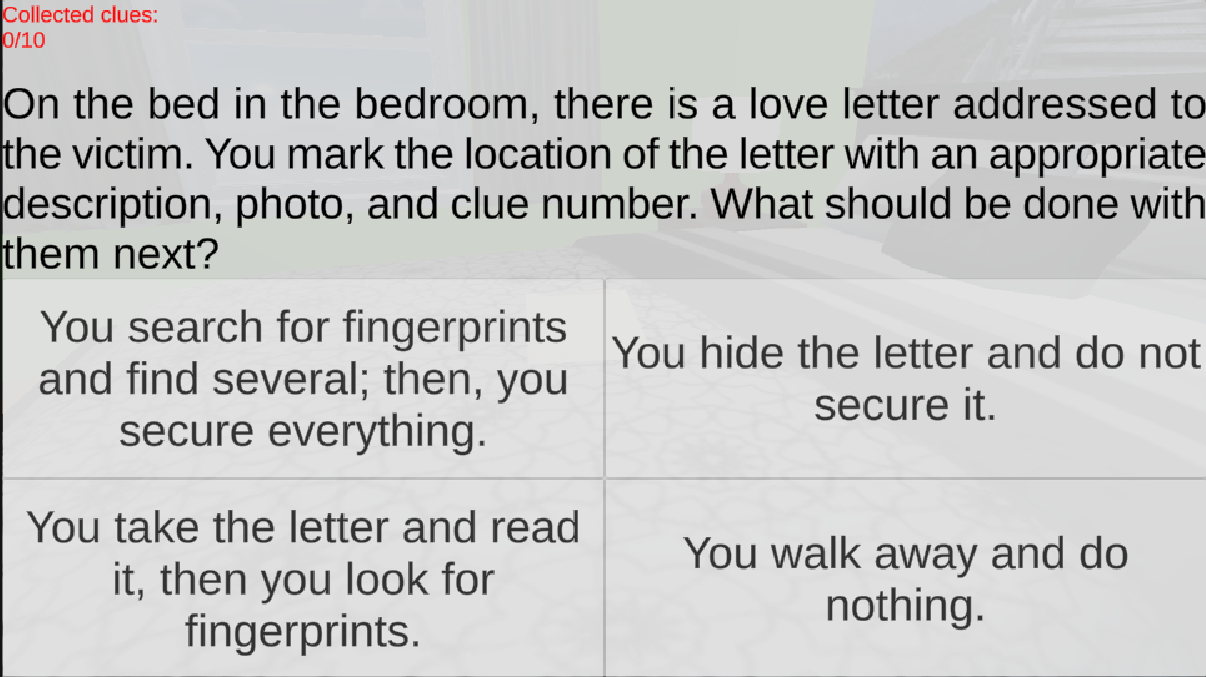 Collected clues:
0/10
On the bed in the bedroom, there is a love letter addressed to
the victim. You mark the location of the letter with an appropriate
description, photo, and clue number. What should be done with
them next?
You search for fingerprints
and find several; then, you
secure everything.
You hide the letter and do not
secure it.
You take the letter and read
it, then you look for
fingerprints.
You walk away and do
nothing.